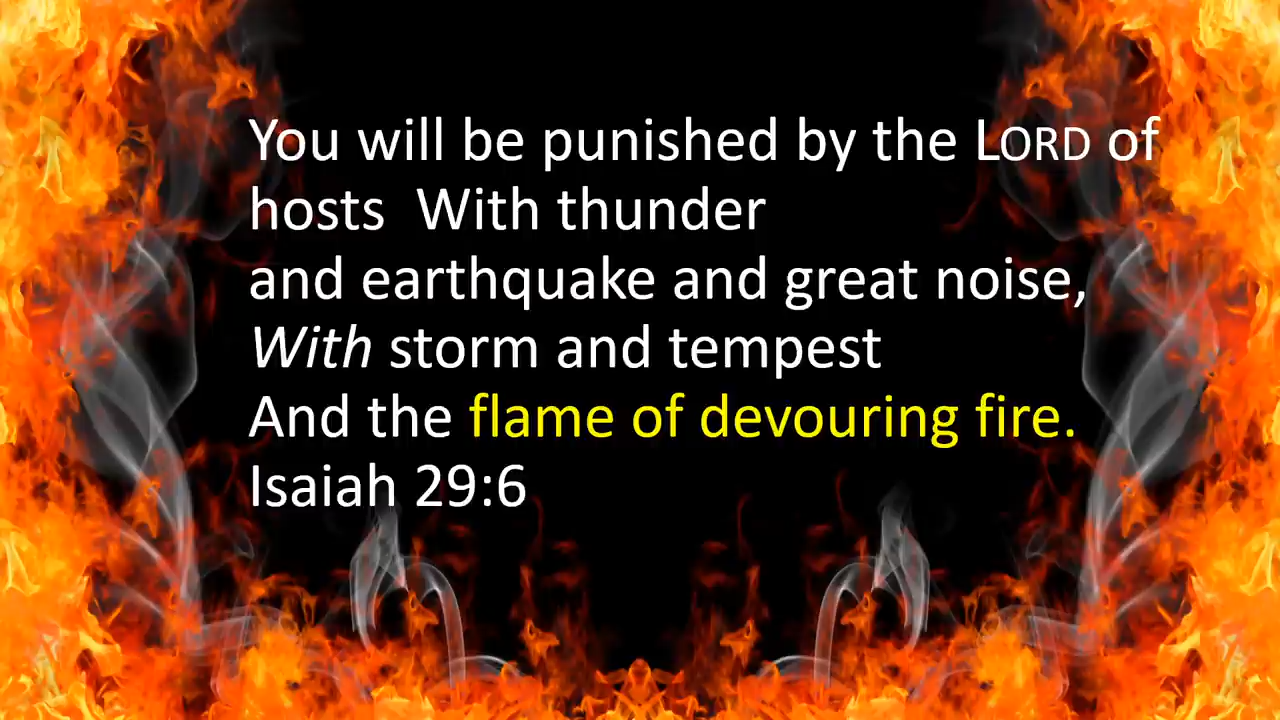 You will be punished by the LORD of
hosts  With thunder
and earthquake and great noise,
With storm and tempest
And the flame of devouring fire.
Isaiah 29:6